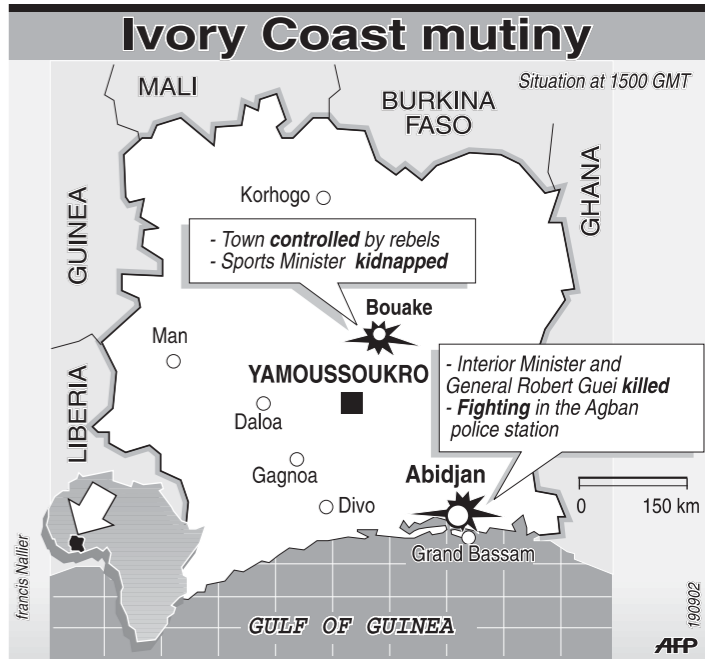 Ivory Coast mutiny
Situation at 1500 GMT
MALI
BURKINA
FASO
GHANA
GUINEA
LIBERIA
Korhogo
- Town controlled by rebels
- Sports Minister kidnapped
Bouake
Man
YAMOUSSOUKRO
- Interior Minister and
General Robert Guei killed
- Fighting in the Agban
police station
Daloa
Gagnoa
Abidjan
Divo
0 150 km
Grand Bassam
GULF OF GUINEA
francis Nallier
190902
AFP